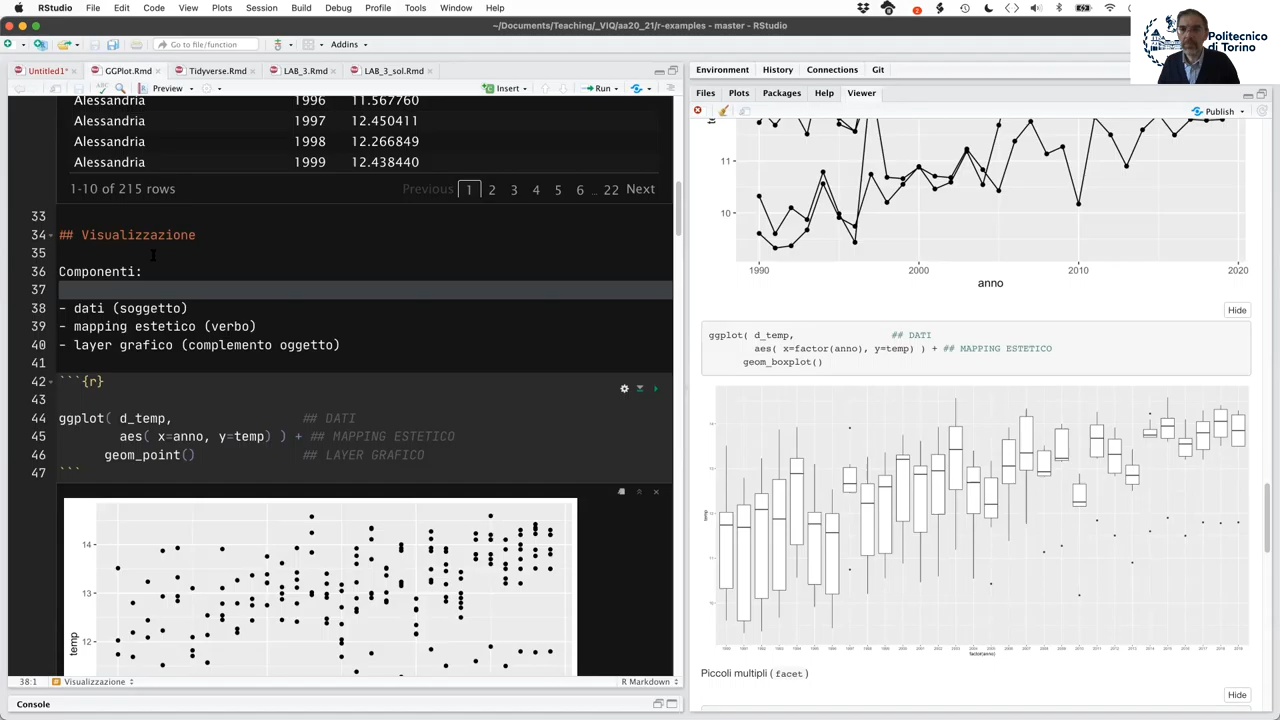 RStudio File Edit Code View Plots Session Build Debug Profile Tools Window Help
~/Documents/Teaching/_VIQ/aa20_21/r-examples - master - RStudio
Go to file/function Addins
Politecnico
di Torino
Untitled1* GGPlot.Rmd Tidyverse.Rmd LAB_3.Rmd LAB_3_sol.Rmd
Preview Insert Run
Alessandria 1996 11.567760
Alessandria 1997 12.450411
Alessandria 1998 12.266849
Alessandria 1999 12.438440
1-10 of 215 rows Previous 1 2 3 4 5 6 … 22 Next
33
34 ## Visualizzazione
35
36 Componenti:
37
38 - dati (soggetto)
39 - mapping estetico (verbo)
40 - layer grafico (complemento oggetto)
41
42 ```{r}
43
44 ggplot( d_temp, ## DATI
45 aes( x=anno, y=temp) ) + ## MAPPING ESTETICO
46 geom_point() ## LAYER GRAFICO
47 ```
14
13
12
temp
38:1 Visualizzazione R Markdown
Console
Environment History Connections Git
Files Plots Packages Help Viewer
Publish
11
10
1990 2000 2010 2020
anno
Hide
ggplot( d_temp, ## DATI
aes( x=factor(anno), y=temp) ) + ## MAPPING ESTETICO
geom_boxplot()
factor(anno)
Piccoli multipli ( facet )
Hide